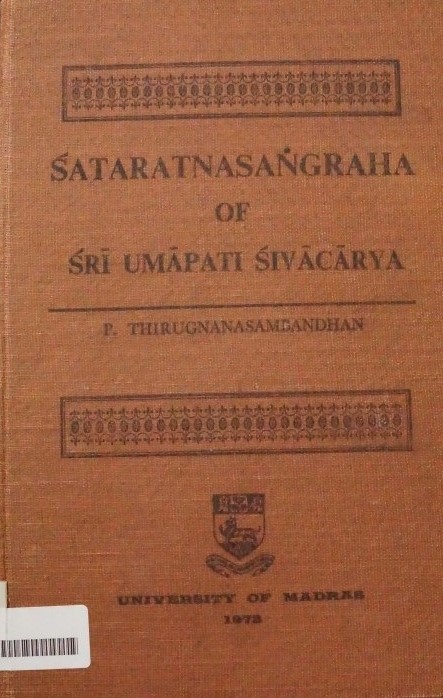 ŚATARATNASAṄGRAHA
OF
ŚRĪ UMĀPATI ŚIVĀCĀRYA
P. THIRUGNANASAMBANDHAN
UNIVERSITY OF MADRAS
1973